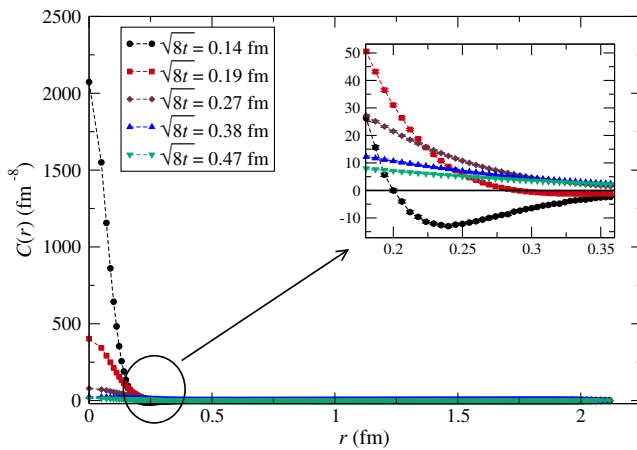 2500
2000
1500
1000
500
0
C(r) (fm⁻⁸)
0 0.5 1 1.5 2
r (fm)
√8t = 0.14 fm
√8t = 0.19 fm
√8t = 0.27 fm
√8t = 0.38 fm
√8t = 0.47 fm
50
40
30
20
10
0
-10
0.2 0.25 0.3 0.35